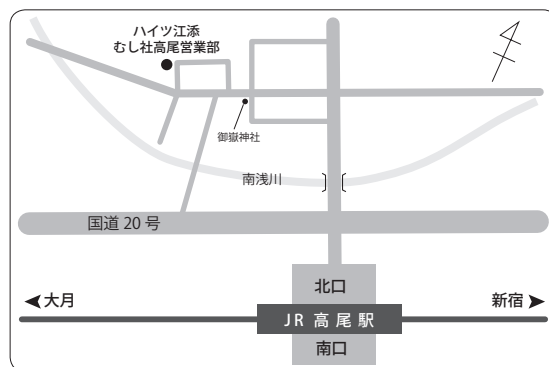 ハイツ江添
むし社高尾営業部
御嶽神社
南浅川
国道 20 号
北口
大月
新宿
JR 高尾駅
南口